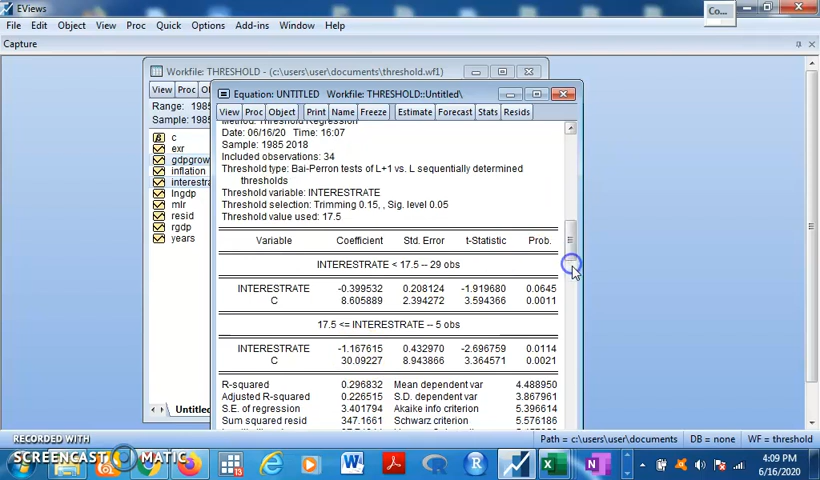 EViews
Co...
File Edit Object View Proc Quick Options Add-ins Window Help
Capture
Workfile: THRESHOLD - (c:\users\user\documents\threshold.wf1)
View Proc
Range: 1985
Sample: 198
c
exr
gdpgrow
inflation
interestra
lngdp
mlr
resid
rgdp
years
Untitled
Equation: UNTITLED Workfile: THRESHOLD::Untitled\
View Proc Object Print Name Freeze Estimate Forecast Stats Resids
Method: Threshold Regression
Date: 06/16/20 Time: 16:07
Sample: 1985 2018
Included observations: 34
Threshold type: Bai-Perron tests of L+1 vs. L sequentially determined
thresholds
Threshold variable: INTERESTRATE
Threshold selection: Trimming 0.15, , Sig. level 0.05
Threshold value used: 17.5
Variable Coefficient Std. Error t-Statistic Prob.
INTERESTRATE < 17.5 -- 29 obs
INTERESTRATE -0.399532 0.208124 -1.919680 0.0645
C 8.605889 2.394272 3.594366 0.0011
17.5 <= INTERESTRATE -- 5 obs
INTERESTRATE -1.167615 0.432970 -2.696759 0.0114
C 30.09227 8.943866 3.364571 0.0021
R-squared 0.296832 Mean dependent var 4.488950
Adjusted R-squared 0.226515 S.D. dependent var 3.867961
S.E. of regression 3.401794 Akaike info criterion 5.396614
Sum squared resid 347.1661 Schwarz criterion 5.576186
RECORDED WITH
SCREENCAST MATIC
Path = c:\users\user\documents DB = none WF = threshold
4:09 PM
6/16/2020